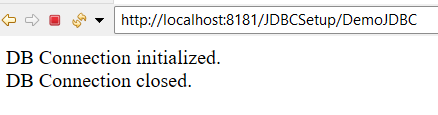 http://localhost:8181/JDBCSetup/DemoJDBC
DB Connection initialized.
DB Connection closed.